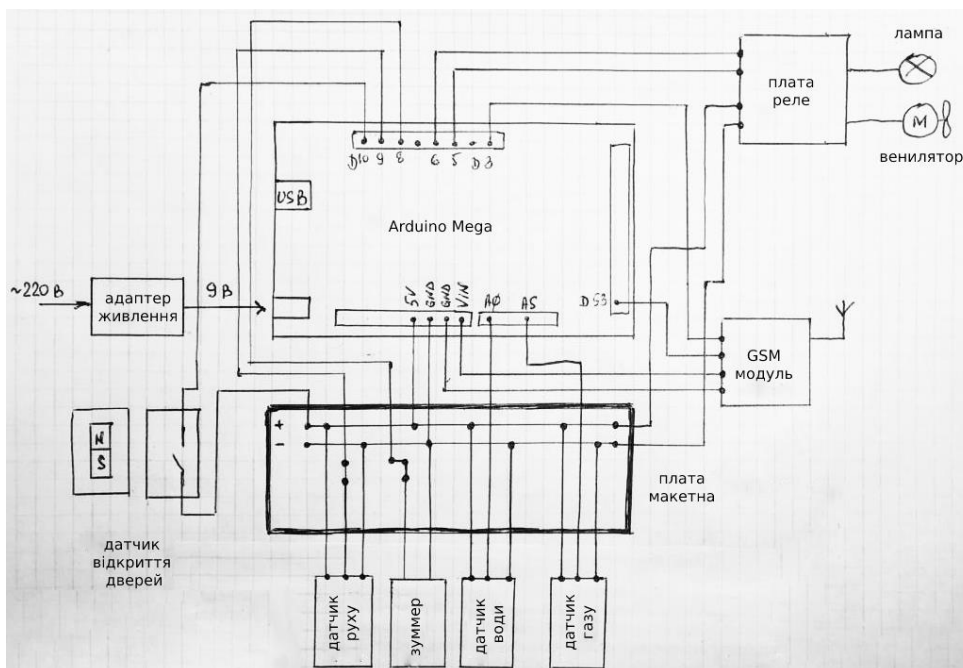 лампа
плата
реле
М
венилятор
D10 9 8 6 5 D3
USB
Arduino Mega
~220 в
адаптер
живлення
9 в
5V GND GND VIN A0 A5
D53
GSM
модуль
+
−
N
S
плата
макетна
датчик
відкриття
дверей
датчик
руху
зуммер
датчик
води
датчик
газу